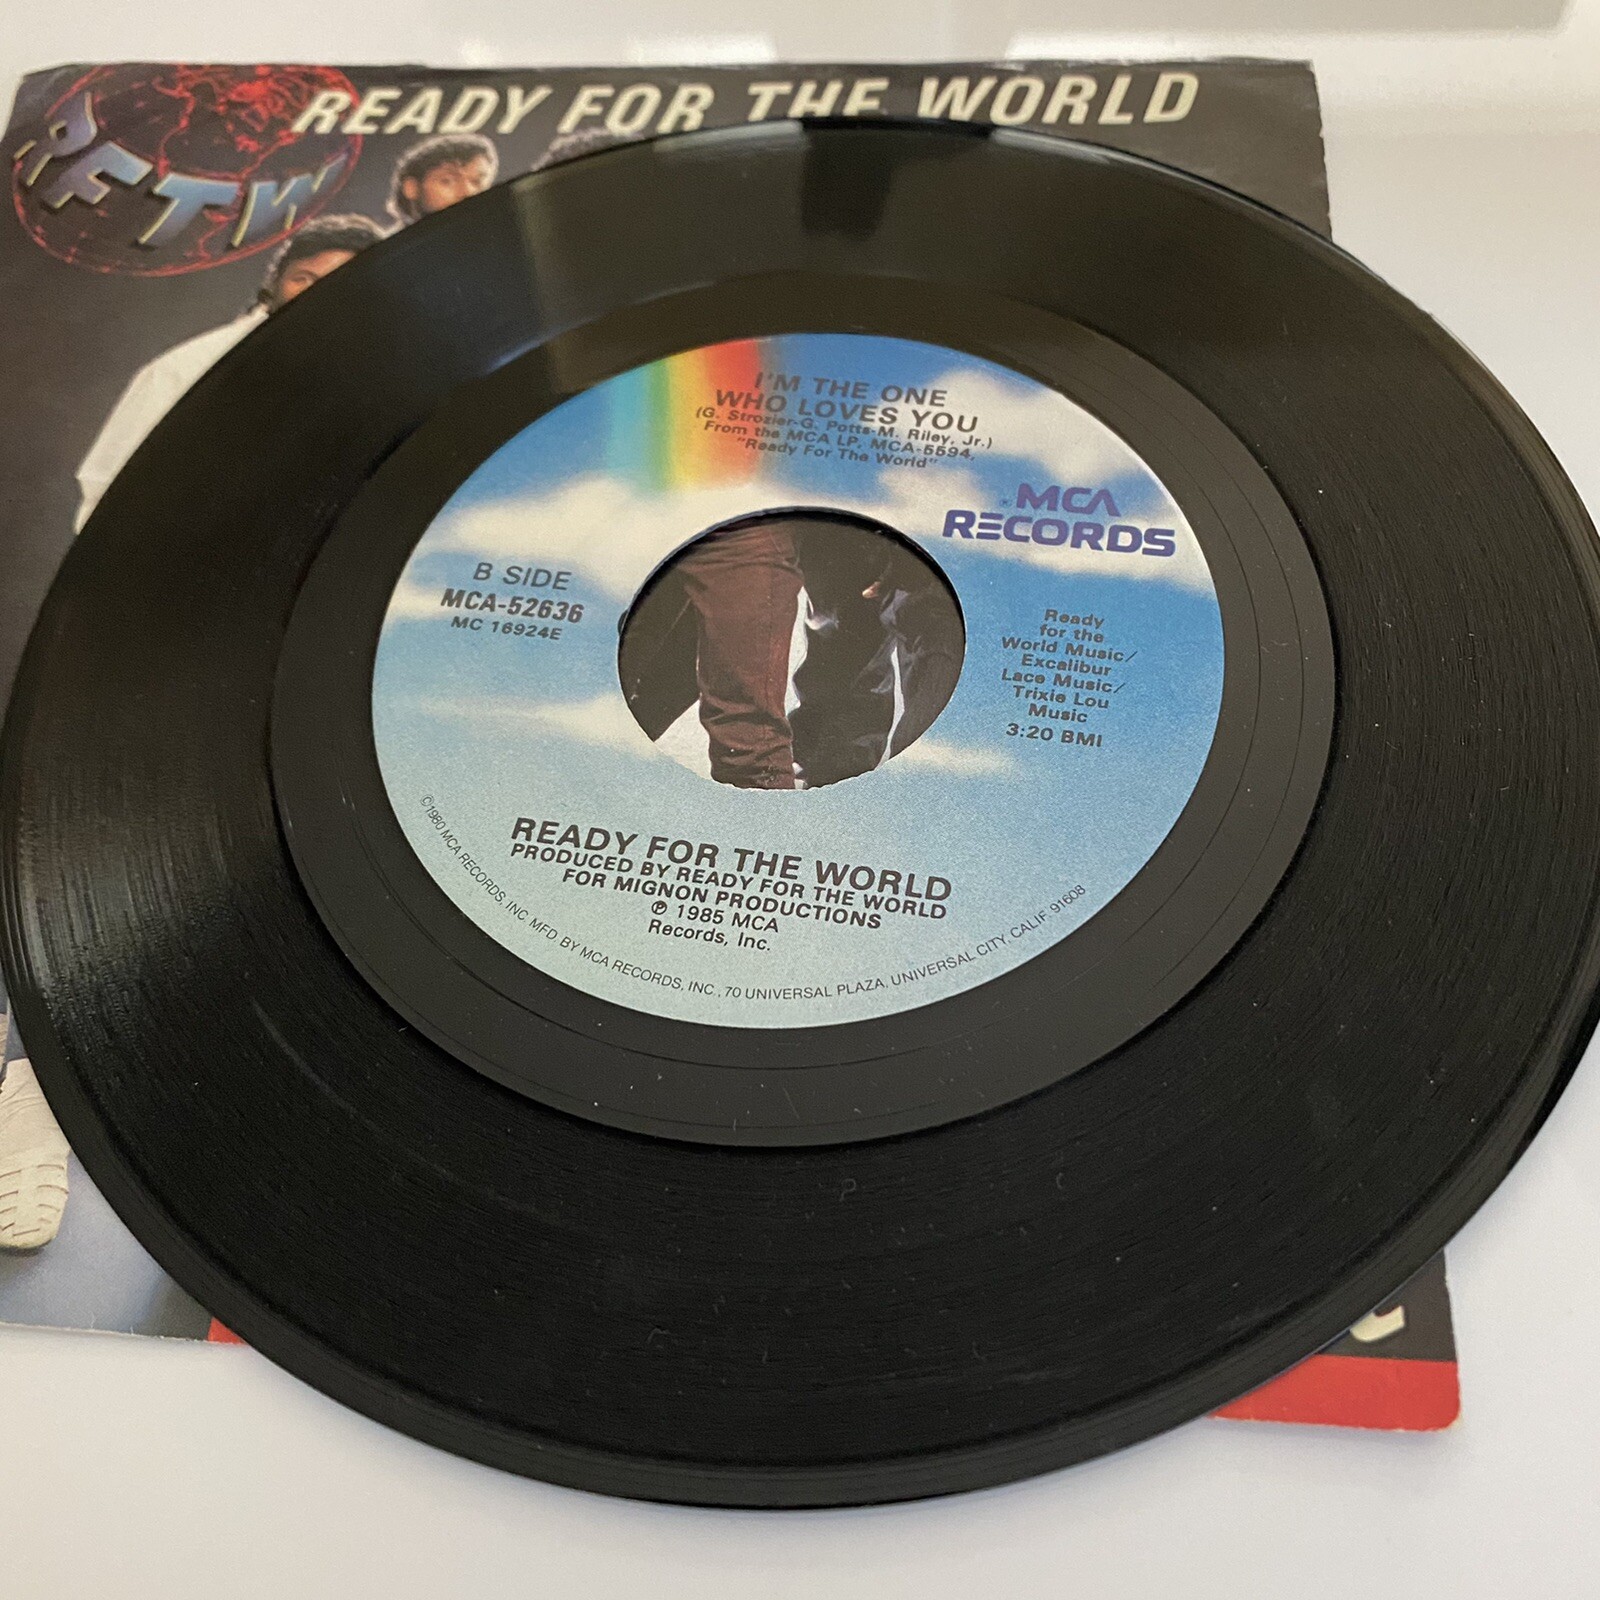 READY FOR THE WORLD
RFTW
I'M THE ONE
WHO LOVES YOU
(G. Strozier-G. Potts-M. Riley, Jr.)
From the MCA LP, MCA-5594,
"Ready For The World"
MCA
RECORDS
B SIDE
MCA-52636
MC 16924E
Ready
for the
World Music/
Excalibur
Lace Music/
Trixie Lou
Music
3:20 BMI
READY FOR THE WORLD
PRODUCED BY READY FOR THE WORLD
FOR MIGNON PRODUCTIONS
℗ 1985 MCA
Records, Inc.
©1980 MCA RECORDS, INC. MFD. BY MCA RECORDS, INC., 70 UNIVERSAL PLAZA, UNIVERSAL CITY, CALIF. 91608